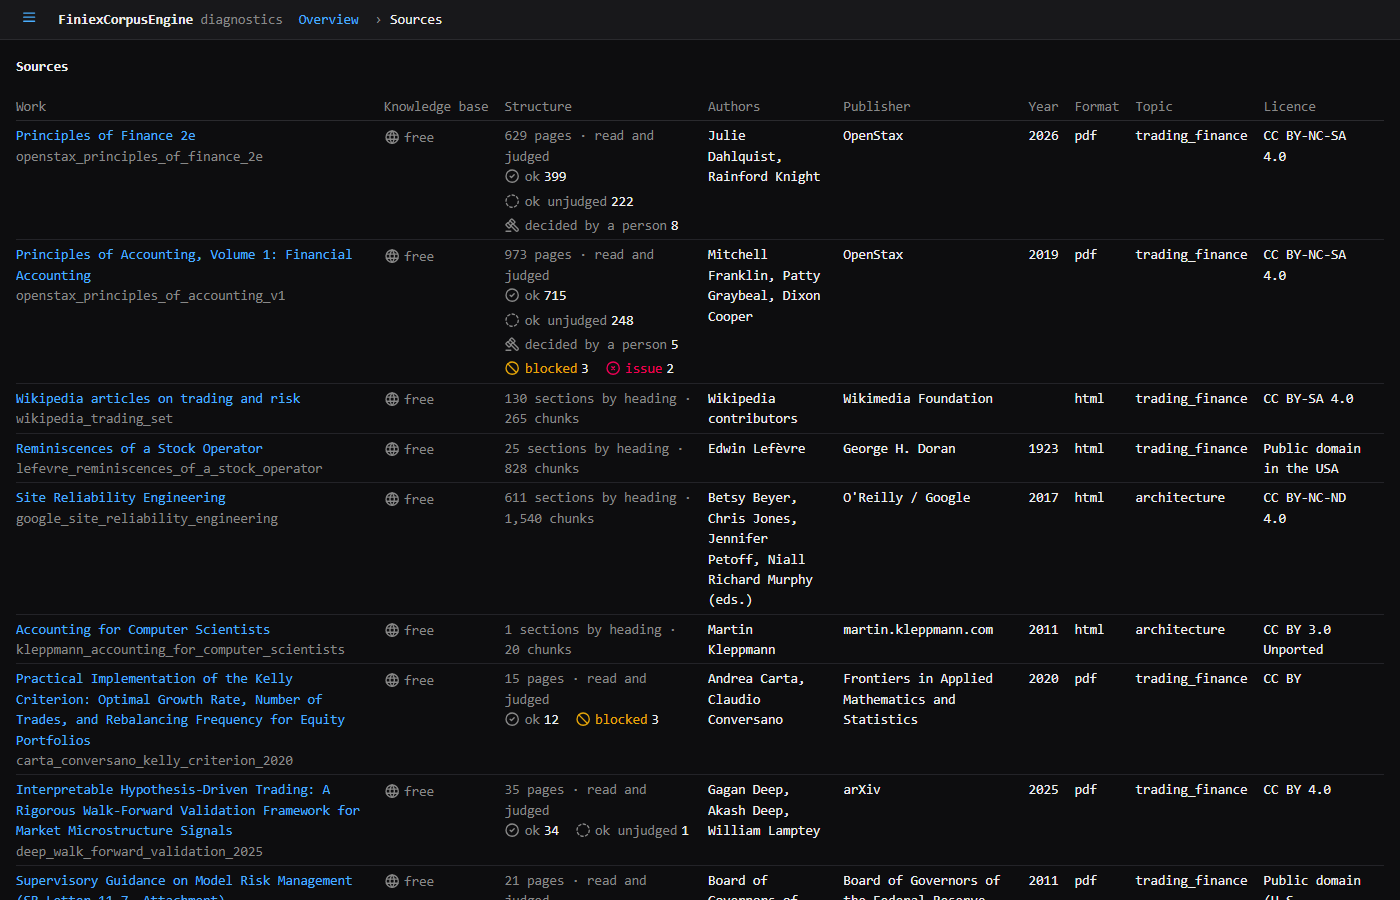 FiniexCorpusEngine diagnostics Overview › Sources
Sources
Work Knowledge base Structure Authors Publisher Year Format Topic Licence
Principles of Finance 2e
openstax_principles_of_finance_2e
free
629 pages · read and
judged
ok 399
ok unjudged 222
decided by a person 8
Julie
Dahlquist,
Rainford Knight
OpenStax
2026
pdf
trading_finance
CC BY-NC-SA
4.0
Principles of Accounting, Volume 1: Financial
Accounting
openstax_principles_of_accounting_v1
free
973 pages · read and
judged
ok 715
ok unjudged 248
decided by a person 5
blocked 3 issue 2
Mitchell
Franklin, Patty
Graybeal, Dixon
Cooper
OpenStax
2019
pdf
trading_finance
CC BY-NC-SA
4.0
Wikipedia articles on trading and risk
wikipedia_trading_set
free
130 sections by heading ·
265 chunks
Wikipedia
contributors
Wikimedia Foundation
html
trading_finance
CC BY-SA 4.0
Reminiscences of a Stock Operator
lefevre_reminiscences_of_a_stock_operator
free
25 sections by heading ·
828 chunks
Edwin Lefèvre
George H. Doran
1923
html
trading_finance
Public domain
in the USA
Site Reliability Engineering
google_site_reliability_engineering
free
611 sections by heading ·
1,540 chunks
Betsy Beyer,
Chris Jones,
Jennifer
Petoff, Niall
Richard Murphy
(eds.)
O'Reilly / Google
2017
html
architecture
CC BY-NC-ND
4.0
Accounting for Computer Scientists
kleppmann_accounting_for_computer_scientists
free
1 sections by heading ·
20 chunks
Martin
Kleppmann
martin.kleppmann.com
2011
html
architecture
CC BY 3.0
Unported
Practical Implementation of the Kelly
Criterion: Optimal Growth Rate, Number of
Trades, and Rebalancing Frequency for Equity
Portfolios
carta_conversano_kelly_criterion_2020
free
15 pages · read and
judged
ok 12 blocked 3
Andrea Carta,
Claudio
Conversano
Frontiers in Applied
Mathematics and
Statistics
2020
pdf
trading_finance
CC BY
Interpretable Hypothesis-Driven Trading: A
Rigorous Walk-Forward Validation Framework for
Market Microstructure Signals
deep_walk_forward_validation_2025
free
35 pages · read and
judged
ok 34 ok unjudged 1
Gagan Deep,
Akash Deep,
William Lamptey
arXiv
2025
pdf
trading_finance
CC BY 4.0
Supervisory Guidance on Model Risk Management
(SR Letter 11-7, Attachment)
free
21 pages · read and
judged
Board of
Governors of
Board of Governors of
the Federal Reserve
2011
pdf
trading_finance
Public domain
(U.S.